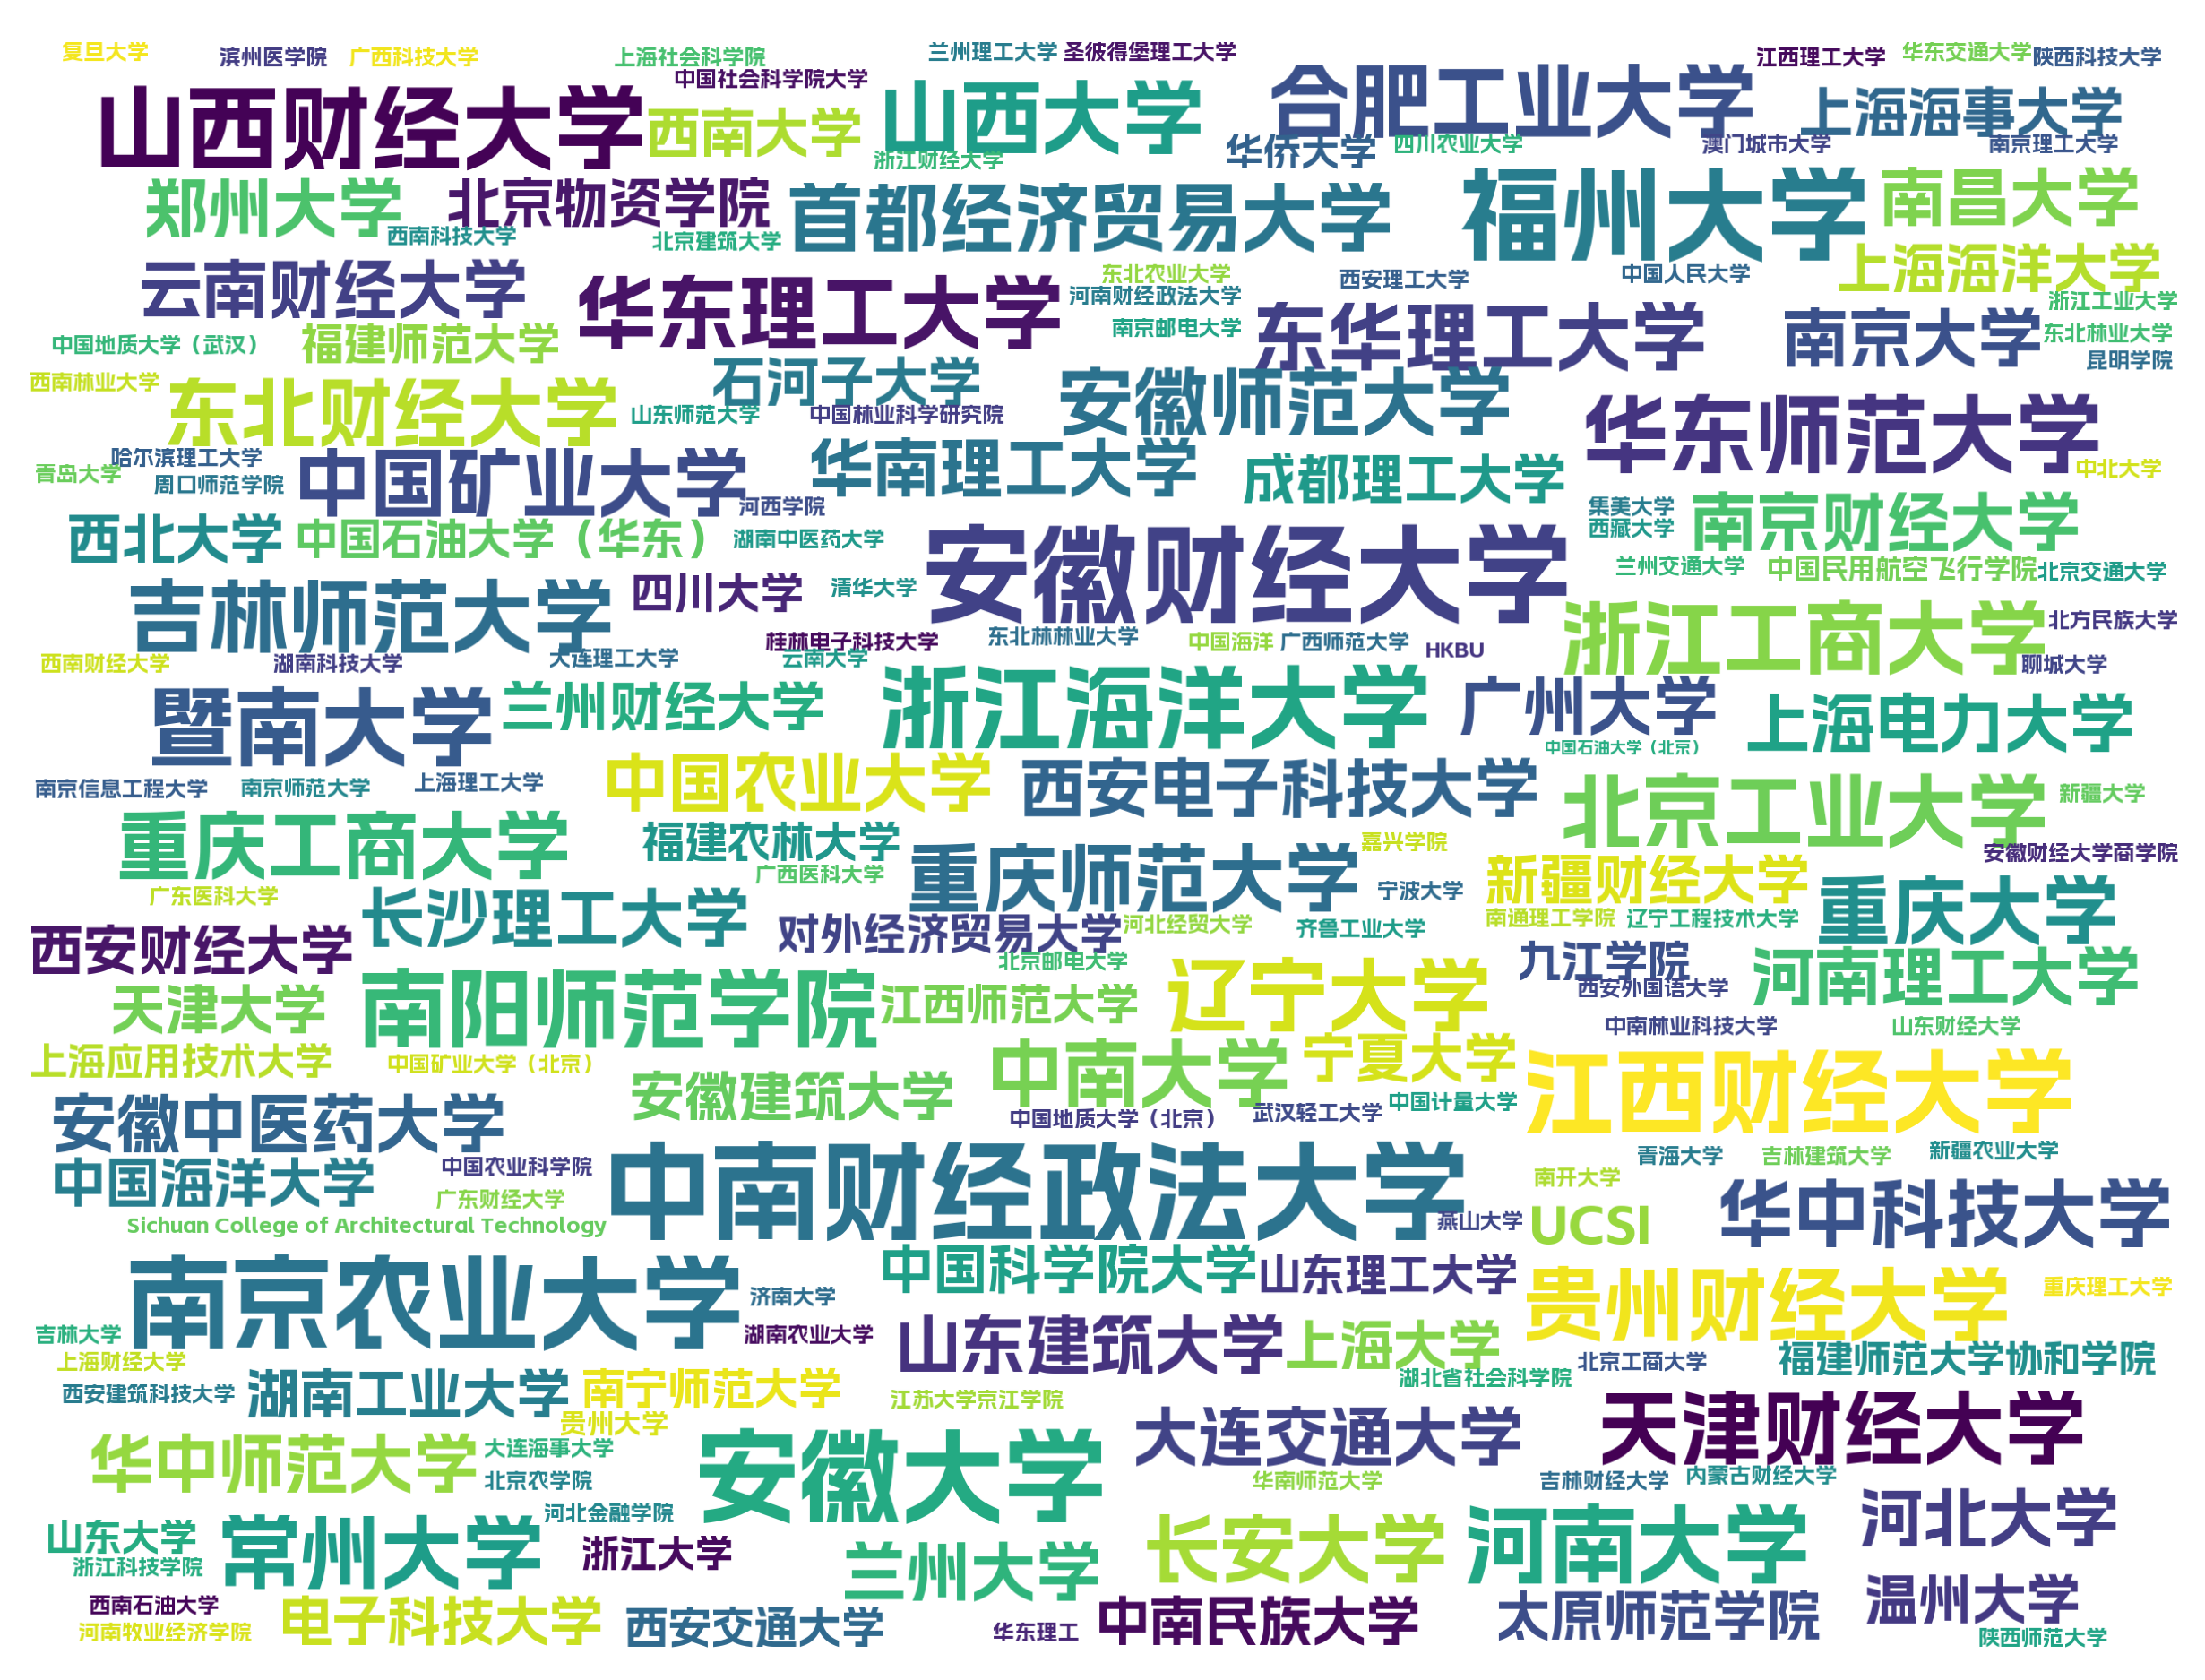 复旦大学
滨州医学院
广西科技大学
上海社会科学院
中国社会科学院大学
兰州理工大学
圣彼得堡理工大学
江西理工大学
华东交通大学
陕西科技大学
山西财经大学
西南大学
山西大学
合肥工业大学
上海海事大学
浙江财经大学
华侨大学
四川农业大学
澳门城市大学
南京理工大学
郑州大学
北京物资学院
首都经济贸易大学
福州大学
南昌大学
西南科技大学
北京建筑大学
云南财经大学
华东理工大学
东北农业大学
河南财经政法大学
南京邮电大学
西安理工大学
中国人民大学
上海海洋大学
浙江工业大学
中国地质大学（武汉）
福建师范大学
东华理工大学
南京大学
东北林业大学
昆明学院
西南林业大学
东北财经大学
石河子大学
山东师范大学
中国林业科学研究院
安徽师范大学
华东师范大学
哈尔滨理工大学
青岛大学
周口师范学院
中国矿业大学
河西学院
华南理工大学
成都理工大学
中北大学
集美大学
西藏大学
南京财经大学
西北大学
中国石油大学（华东）
湖南中医药大学
安徽财经大学
兰州交通大学
中国民用航空飞行学院
北京交通大学
吉林师范大学
四川大学
清华大学
浙江工商大学
北方民族大学
桂林电子科技大学
东北林林业大学
中国海洋
广西师范大学
HKBU
聊城大学
西南财经大学
湖南科技大学
大连理工大学
云南大学
暨南大学
兰州财经大学
浙江海洋大学
广州大学
上海电力大学
中国石油大学（北京）
南京信息工程大学
南京师范大学
上海理工大学
中国农业大学
西安电子科技大学
北京工业大学
新疆大学
重庆工商大学
福建农林大学
广西医科大学
重庆师范大学
嘉兴学院
宁波大学
安徽财经大学商学院
新疆财经大学
重庆大学
广东医科大学
长沙理工大学
对外经济贸易大学
河北经贸大学
齐鲁工业大学
南通理工学院
辽宁工程技术大学
西安财经大学
北京邮电大学
九江学院
西安外国语大学
河南理工大学
天津大学
南阳师范学院
江西师范大学
辽宁大学
中南林业科技大学
山东财经大学
上海应用技术大学
中国矿业大学（北京）
安徽建筑大学
中南大学
宁夏大学
江西财经大学
中国地质大学（北京）
武汉轻工大学
中国计量大学
安徽中医药大学
中国海洋大学
中国农业科学院
广东财经大学
中南财经政法大学
青海大学
吉林建筑大学
新疆农业大学
南开大学
Sichuan College of Architectural Technology
燕山大学
UCSI
华中科技大学
南京农业大学
济南大学
中国科学院大学
山东理工大学
贵州财经大学
重庆理工大学
吉林大学
湖南农业大学
山东建筑大学
上海大学
北京工商大学
福建师范大学协和学院
上海财经大学
西安建筑科技大学
湖南工业大学
南宁师范大学
江苏大学京江学院
湖北省社会科学院
贵州大学
大连交通大学
天津财经大学
华中师范大学
大连海事大学
北京农学院
安徽大学
华南师范大学
吉林财经大学
内蒙古财经大学
河北金融学院
山东大学
浙江科技学院
常州大学
浙江大学
兰州大学
长安大学
河南大学
河北大学
西南石油大学
河南牧业经济学院
电子科技大学
西安交通大学
华东理工
中南民族大学
太原师范学院
温州大学
陕西师范大学